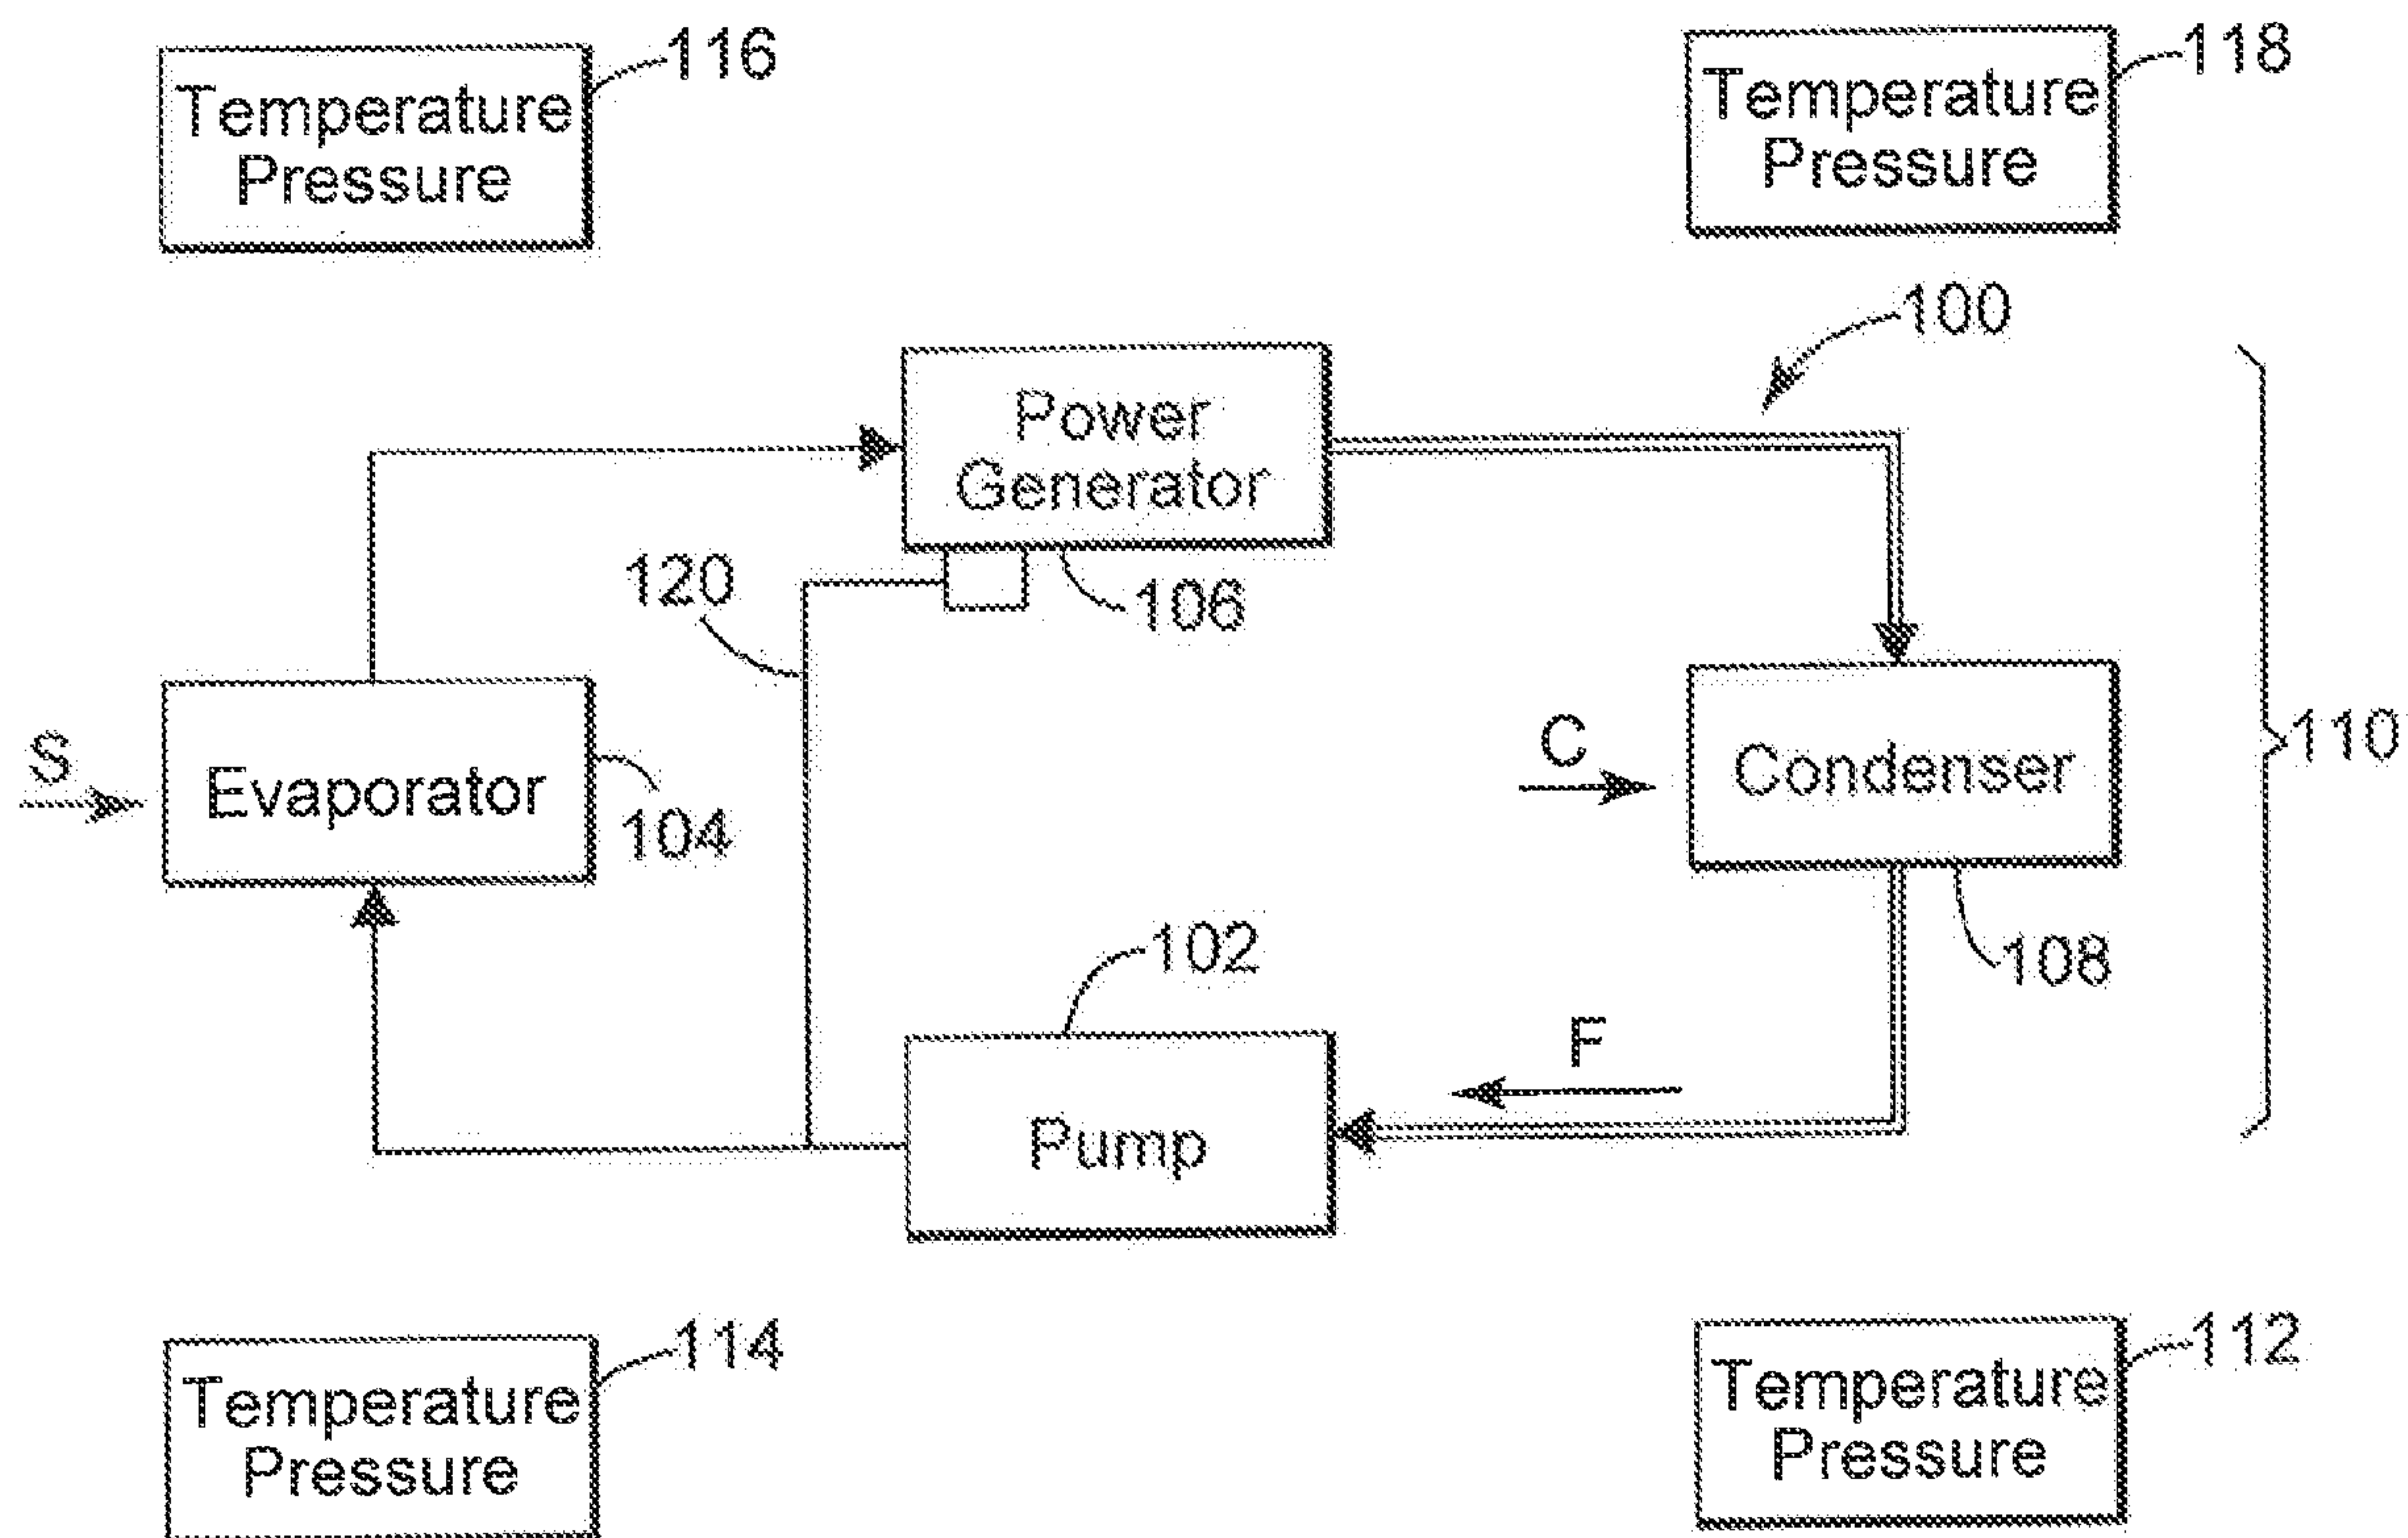 116
Temperature
Pressure
118
Temperature
Pressure
100
Power
Generator
120
106
S
Evaporator
104
C
Condenser
110
102
108
F
Pump
114
Temperature
Pressure
112
Temperature
Pressure